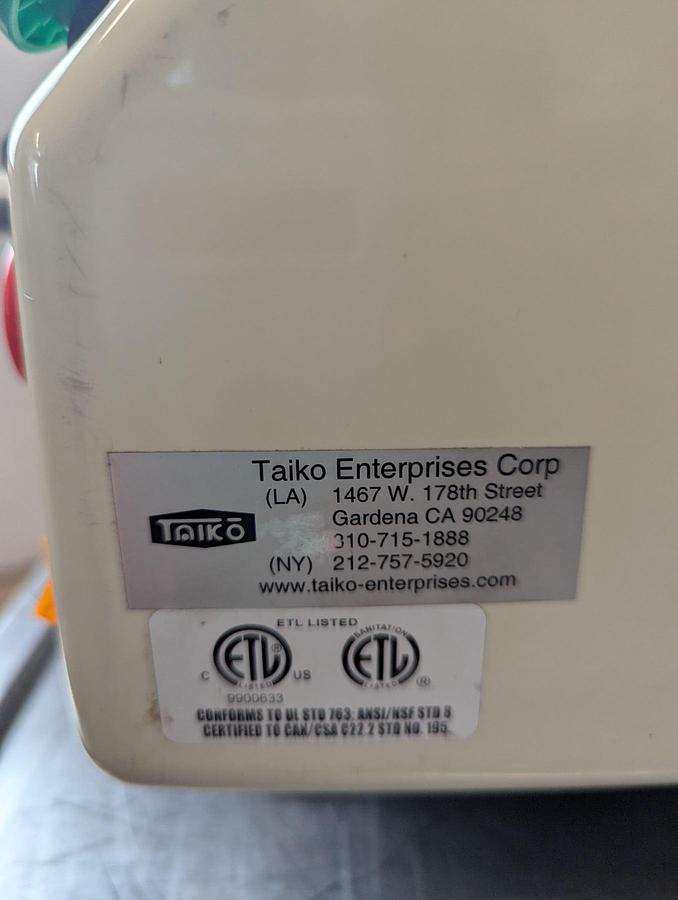 Taiko Enterprises Corp
(LA) 1467 W. 178th Street
Gardena CA 90248
TAIKŌ
310-715-1888
(NY) 212-757-5920
www.taiko-enterprises.com
ETL LISTED
SANITATION
C ETL ® US ETL ®
LISTED LISTED
9900633
CONFORMS TO UL STD 763; ANSI/NSF STD 8
CERTIFIED TO CAN/CSA C22.2 STD NO. 195